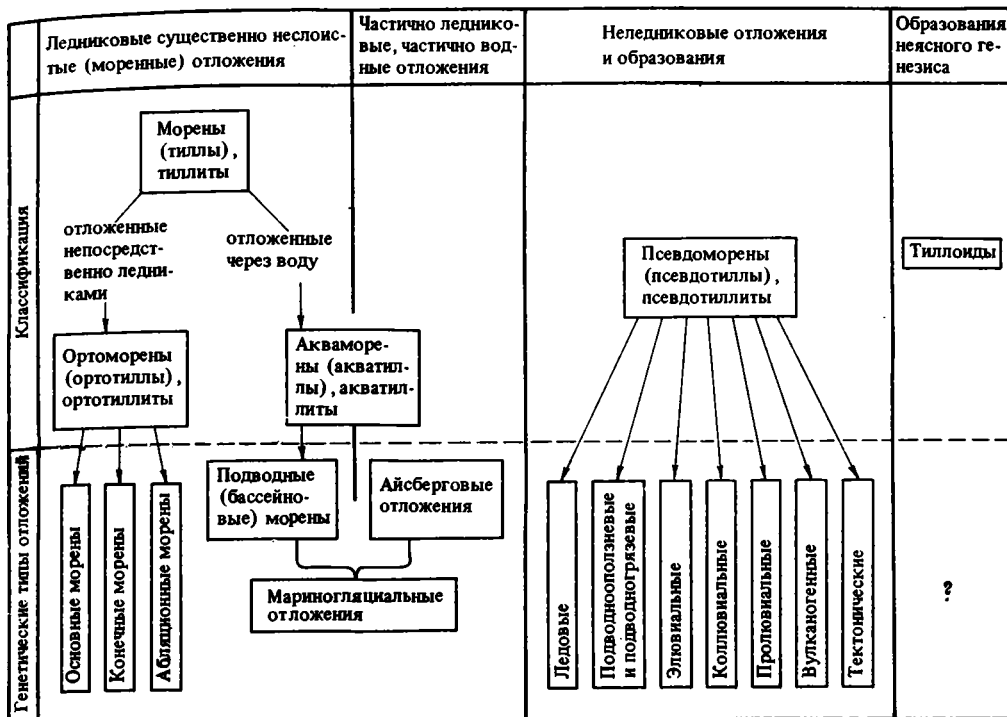 Ледниковые существенно неслоис-
тые (моренные) отложения
Частично леднико-
вые, частично вод-
ные отложения
Неледниковые отложения
и образования
Образования
неясного ге-
незиса
Классификация
Морены
(тиллы),
тиллиты
отложенные
непосредст-
венно ледни-
ками
отложенные
через воду
Псевдоморены
(псевдотиллы),
псевдотиллиты
Тиллоиды
Ортоморены
(ортотиллы),
ортотиллиты
Акваморе-
ны (акватил-
лы), акватил-
литы
Генетические типы отложений
Основные морены
Конечные морены
Абляционные морены
Подводные
(бассейно-
вые) морены
Айсберговые
отложения
Мариногляциальные
отложения
Ледовые
Подводнооползневые
и подводногрязевые
Элювиальные
Коллювиальные
Пролювиальные
Вулканогенные
Тектонические
?